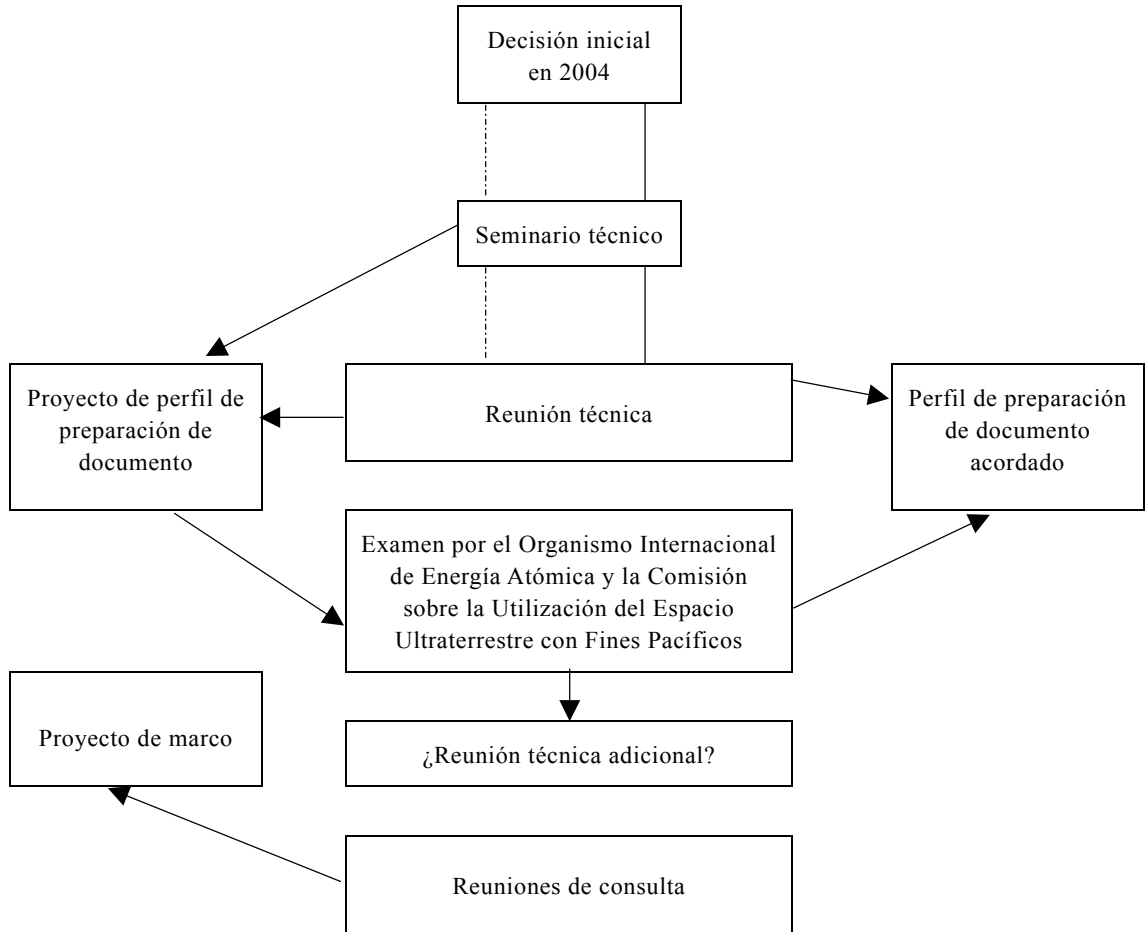 Decisión inicial
en 2004
Seminario técnico
Proyecto de perfil de
preparación de
documento
Reunión técnica
Perfil de preparación
de documento
acordado
Examen por el Organismo Internacional
de Energía Atómica y la Comisión
sobre la Utilización del Espacio
Ultraterrestre con Fines Pacíficos
Proyecto de marco
¿Reunión técnica adicional?
Reuniones de consulta